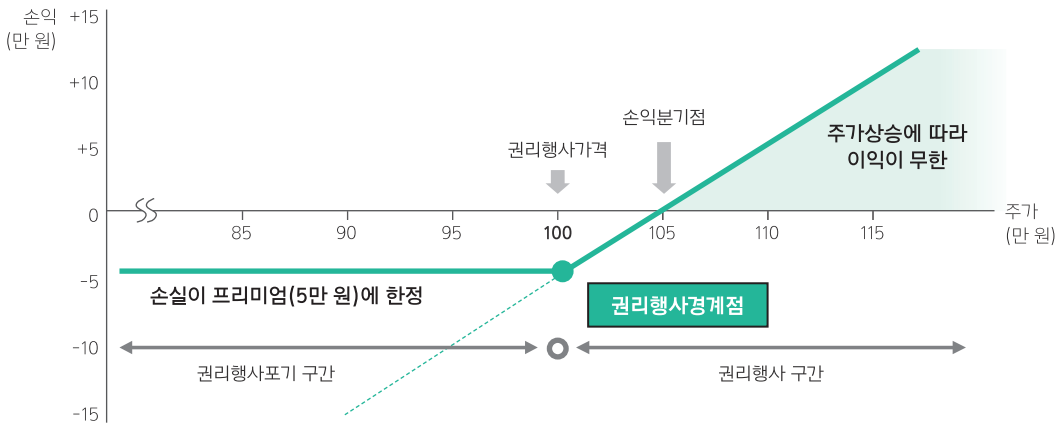 손익
(만 원)
+15
+10
+5
0
-5
-10
-15
손익분기점
권리행사가격
주가상승에 따라
이익이 무한
85
90
95
100
105
110
115
주가
(만 원)
손실이 프리미엄(5만 원)에 한정
권리행사경계점
권리행사포기 구간
권리행사 구간